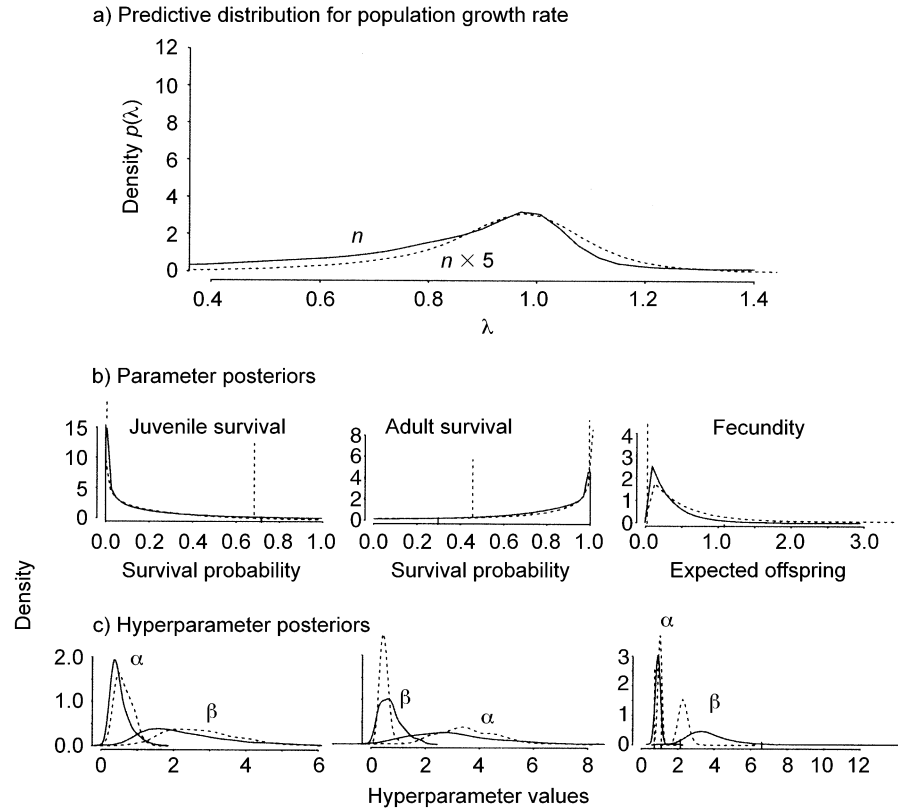 a) Predictive distribution for population growth rate
Density p(λ)
12
10
8
6
4
2
0
n
n × 5
0.4 0.6 0.8 1.0 1.2 1.4
λ
b) Parameter posteriors
Density
Juvenile survival
15
10
5
0
0.0 0.2 0.4 0.6 0.8 1.0
Survival probability
Adult survival
8
6
4
2
0
0.0 0.2 0.4 0.6 0.8 1.0
Survival probability
Fecundity
4
3
2
1
0
0.0 1.0 2.0 3.0
Expected offspring
c) Hyperparameter posteriors
2.0
1.0
0.0
α
β
0 2 4 6
β
α
0 2 4 6 8
α
3
2
1
0
β
0 2 4 6 8 10 12
Hyperparameter values